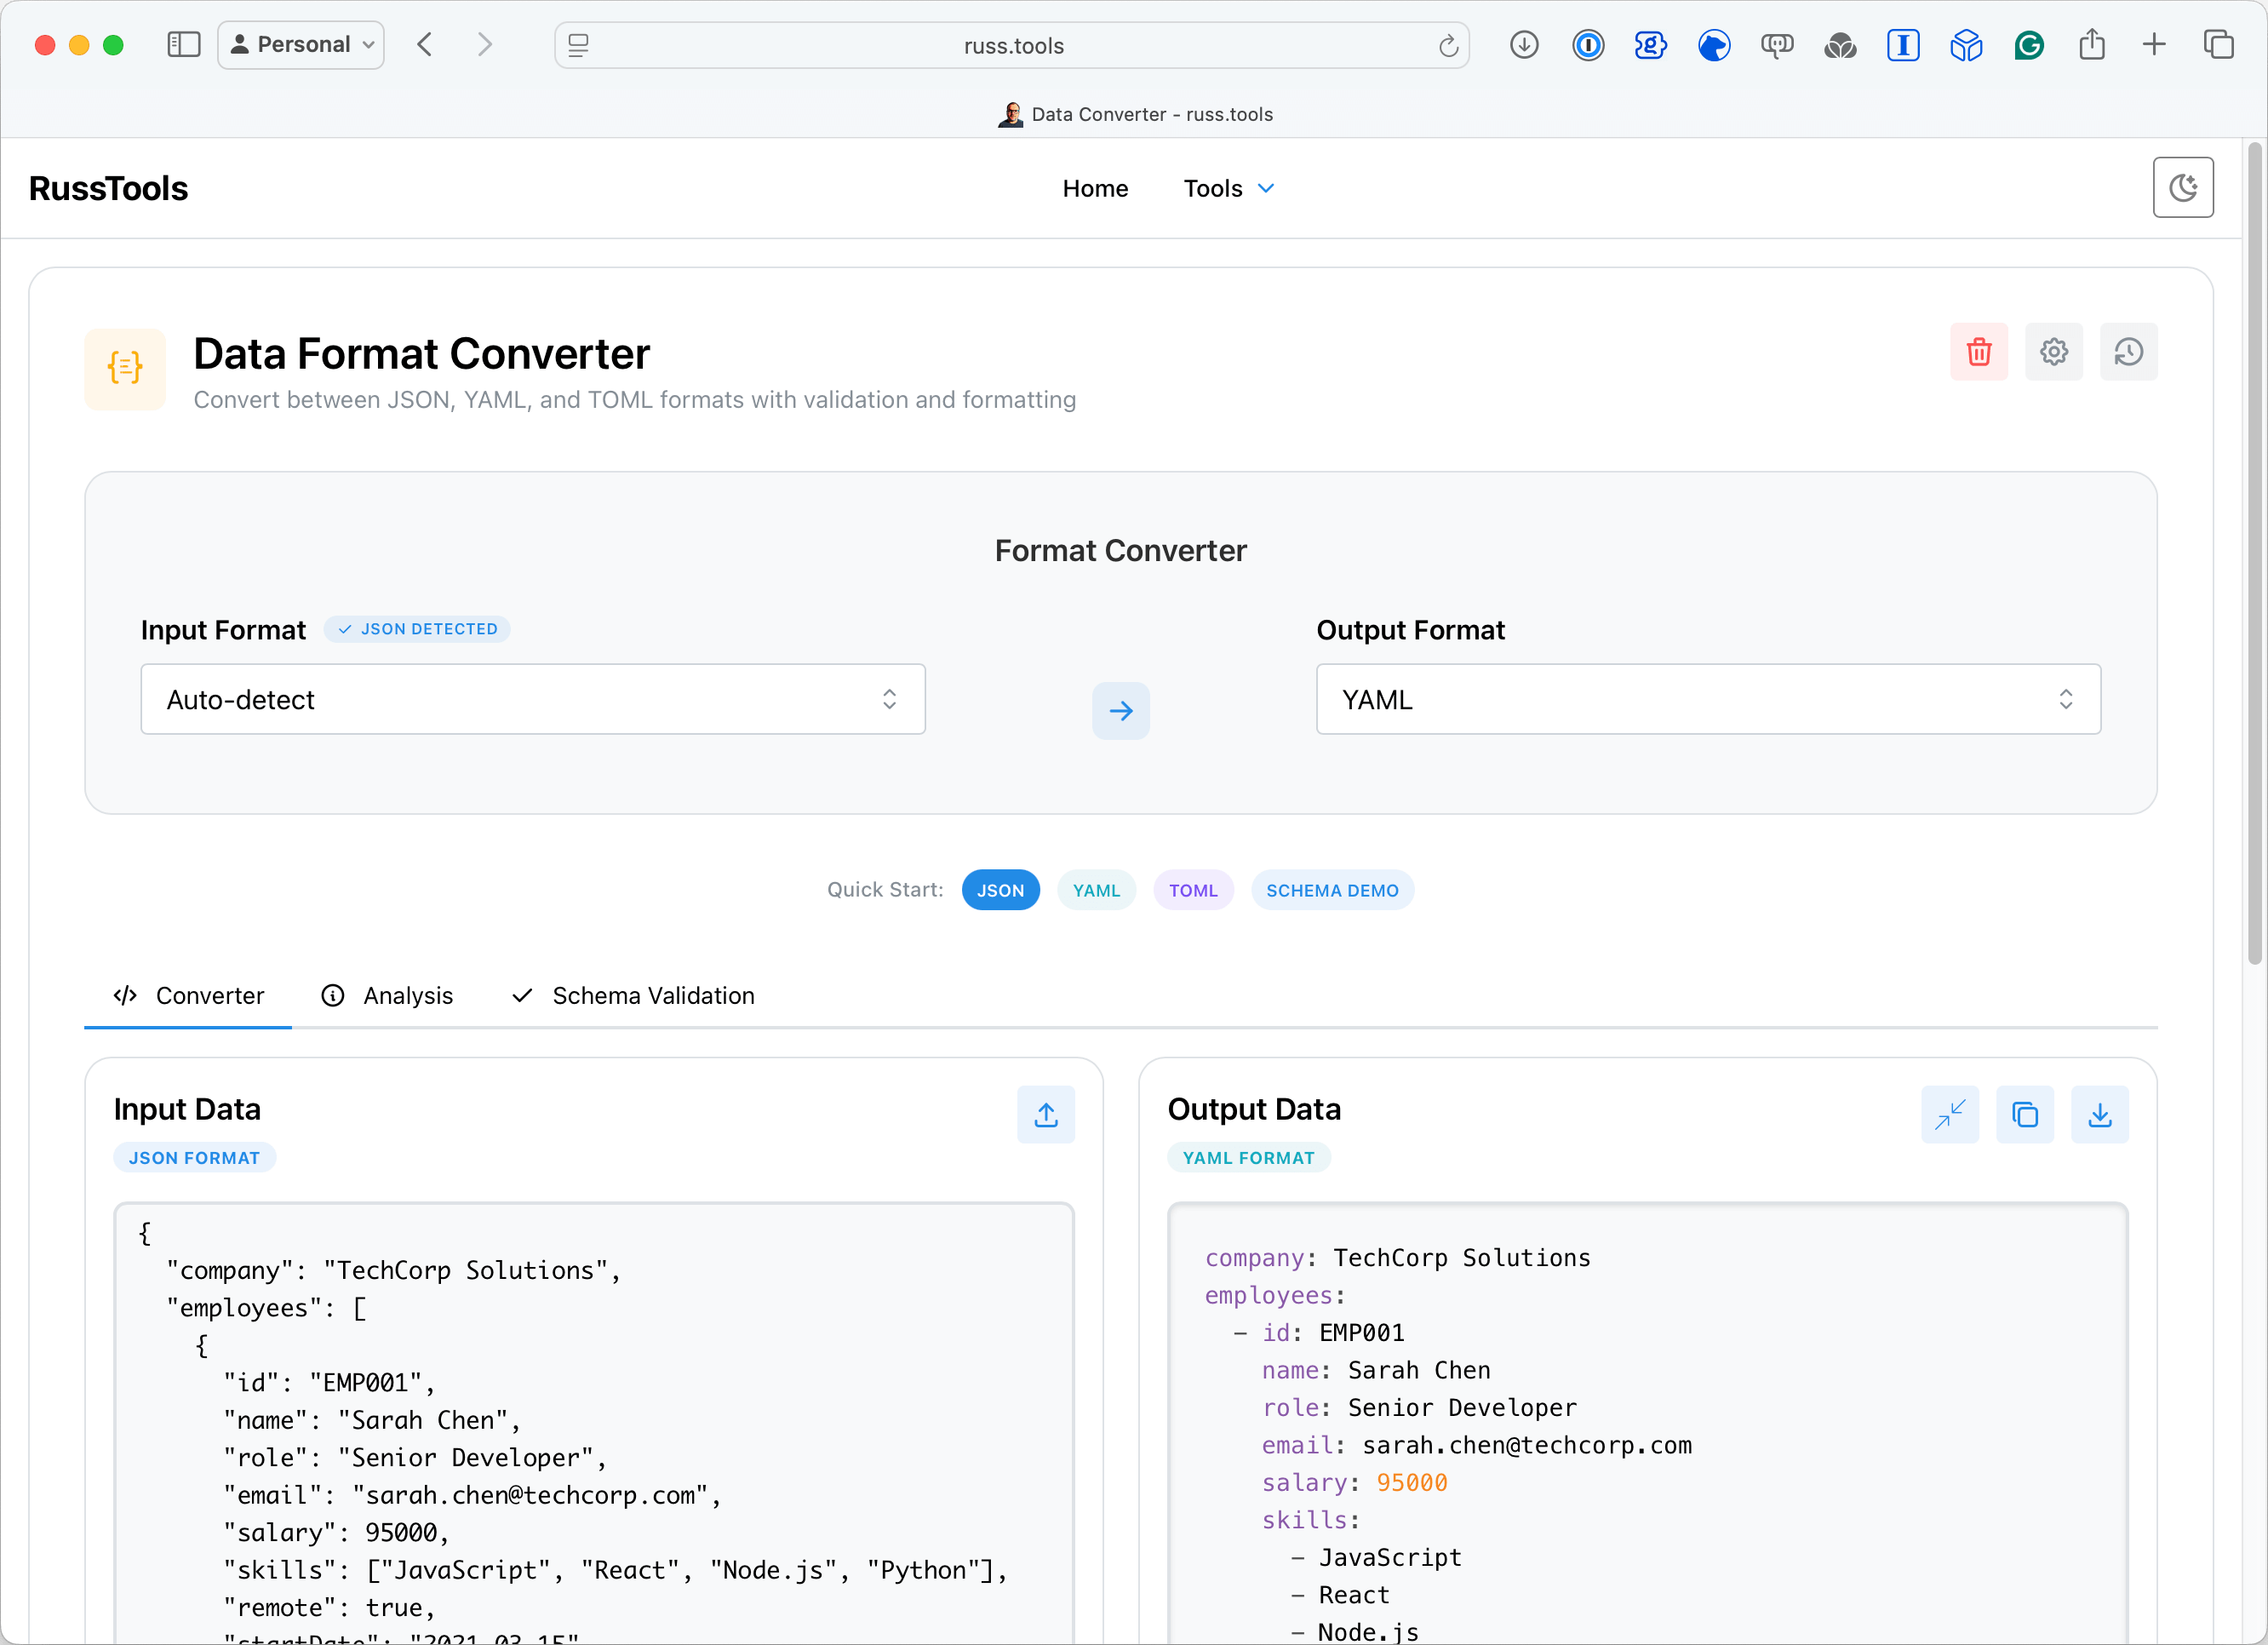 Personal
russ.tools
Data Converter - russ.tools
RussTools
Home
Tools
Data Format Converter
Convert between JSON, YAML, and TOML formats with validation and formatting
Format Converter
Input Format
JSON DETECTED
Auto-detect
Output Format
YAML
Quick Start:
JSON
YAML
TOML
SCHEMA DEMO
Converter
Analysis
Schema Validation
Input Data
JSON FORMAT
{
"company": "TechCorp Solutions",
"employees": [
{
"id": "EMP001",
"name": "Sarah Chen",
"role": "Senior Developer",
"email": "sarah.chen@techcorp.com",
"salary": 95000,
"skills": ["JavaScript", "React", "Node.js", "Python"],
"remote": true,
"startDate": "2021-03-15"
Output Data
YAML FORMAT
company: TechCorp Solutions
employees:
- id: EMP001
name: Sarah Chen
role: Senior Developer
email: sarah.chen@techcorp.com
salary: 95000
skills:
- JavaScript
- React
- Node.js